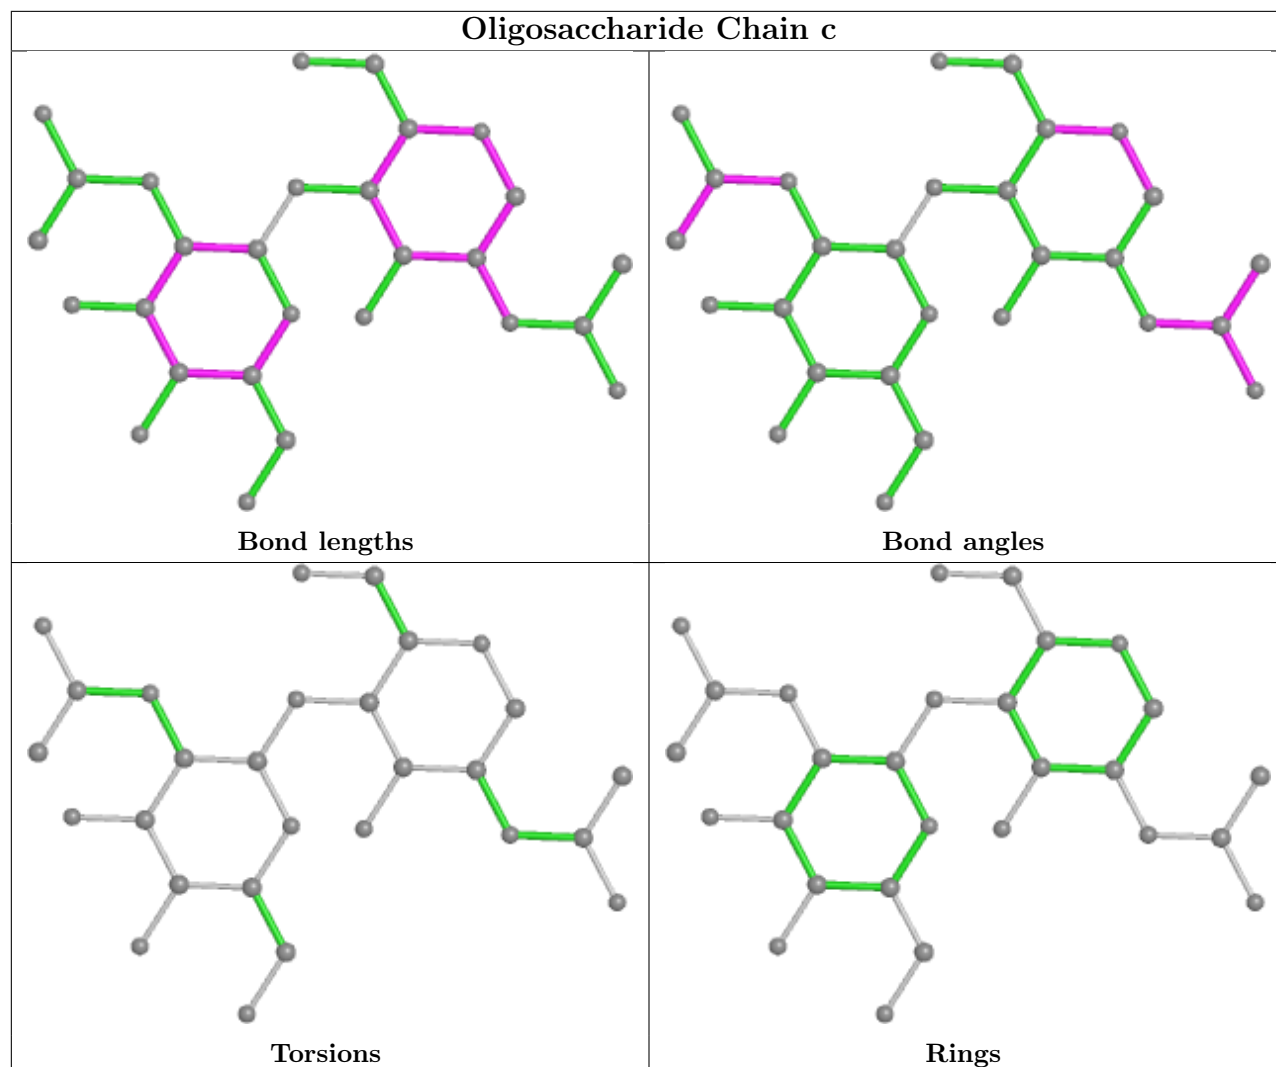 Oligosaccharide Chain c
Bond lengths
Bond angles
Torsions
Rings